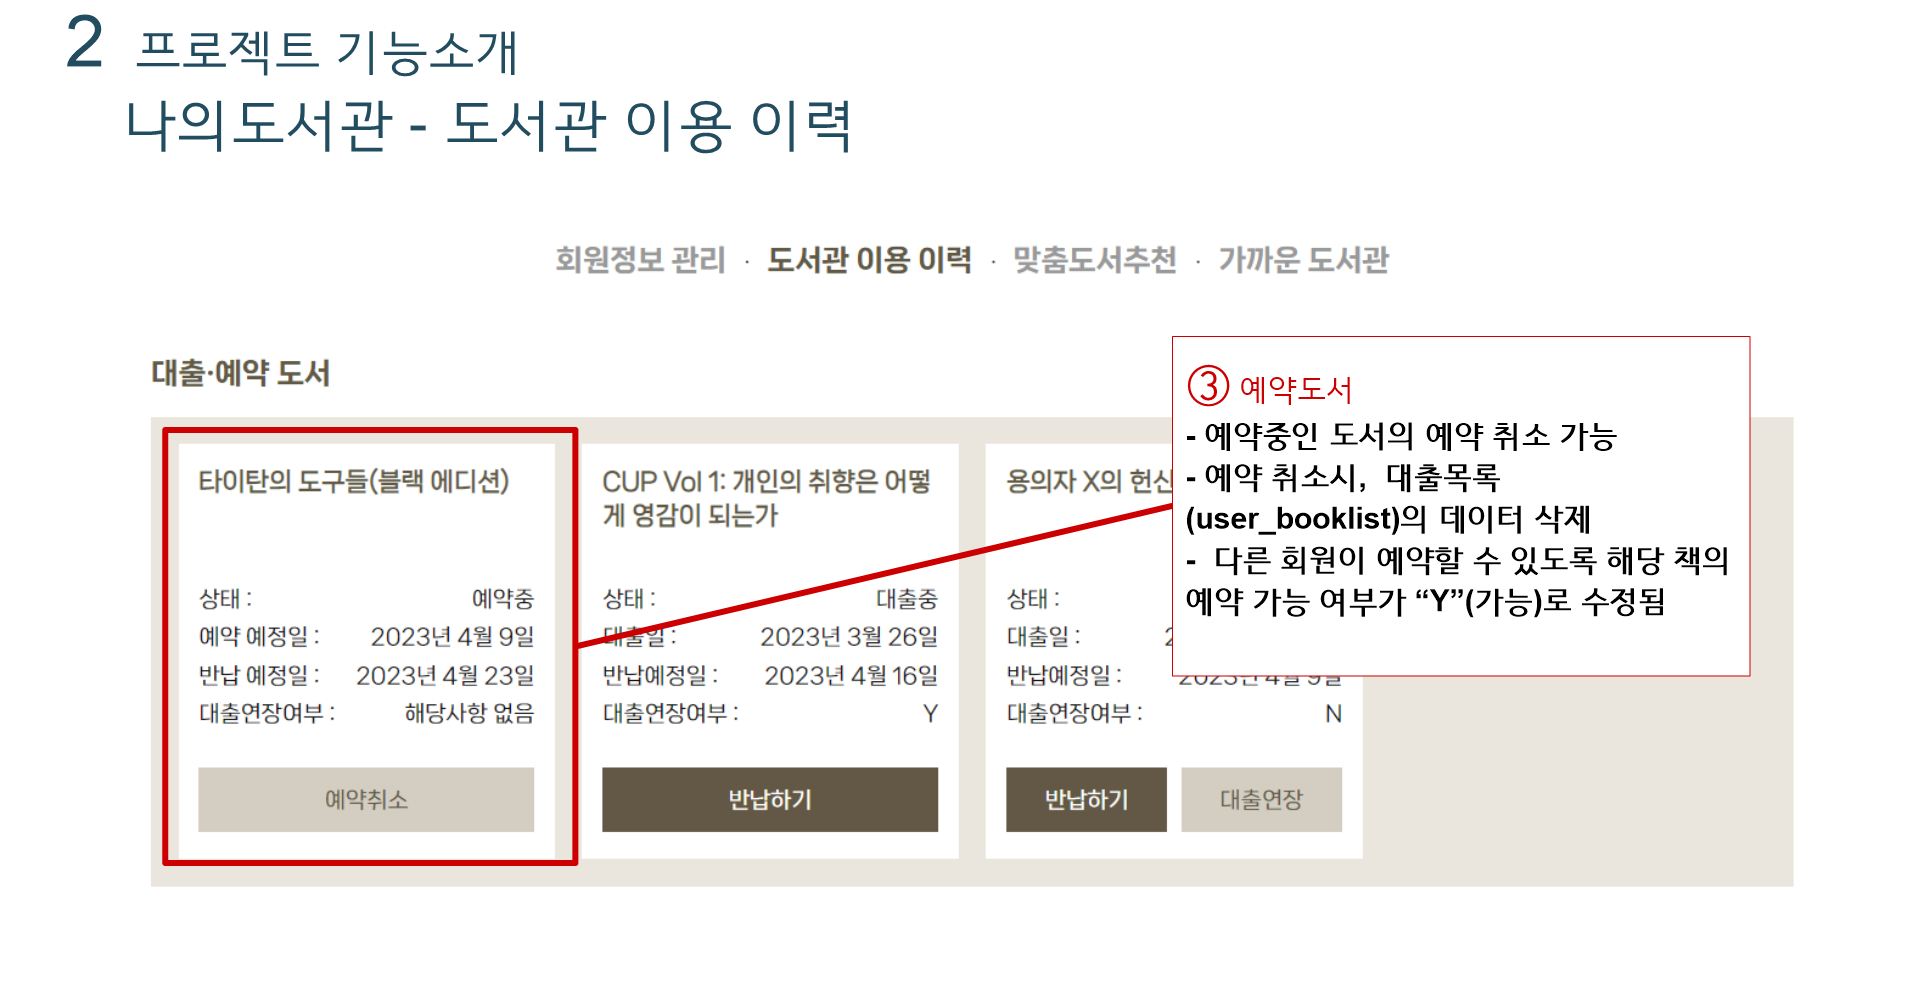 2 프로젝트 기능소개
나의도서관 - 도서관 이용 이력
회원정보 관리 · 도서관 이용 이력 · 맞춤도서추천 · 가까운 도서관
대출·예약 도서
타이탄의 도구들(블랙 에디션)
상태 : 예약중
예약 예정일 : 2023년 4월 9일
반납 예정일 : 2023년 4월 23일
대출연장여부 : 해당사항 없음
예약취소
CUP Vol 1: 개인의 취향은 어떻
게 영감이 되는가
상태 : 대출중
대출일 : 2023년 3월 26일
반납예정일 : 2023년 4월 16일
대출연장여부 : Y
반납하기
용의자 X의 헌신
상태 :
대출일 :
반납예정일 : 2023년 4월 9일
대출연장여부 : N
반납하기 대출연장
③ 예약도서
- 예약중인 도서의 예약 취소 가능
- 예약 취소시, 대출목록
(user_booklist)의 데이터 삭제
- 다른 회원이 예약할 수 있도록 해당 책의
예약 가능 여부가 “Y”(가능)로 수정됨